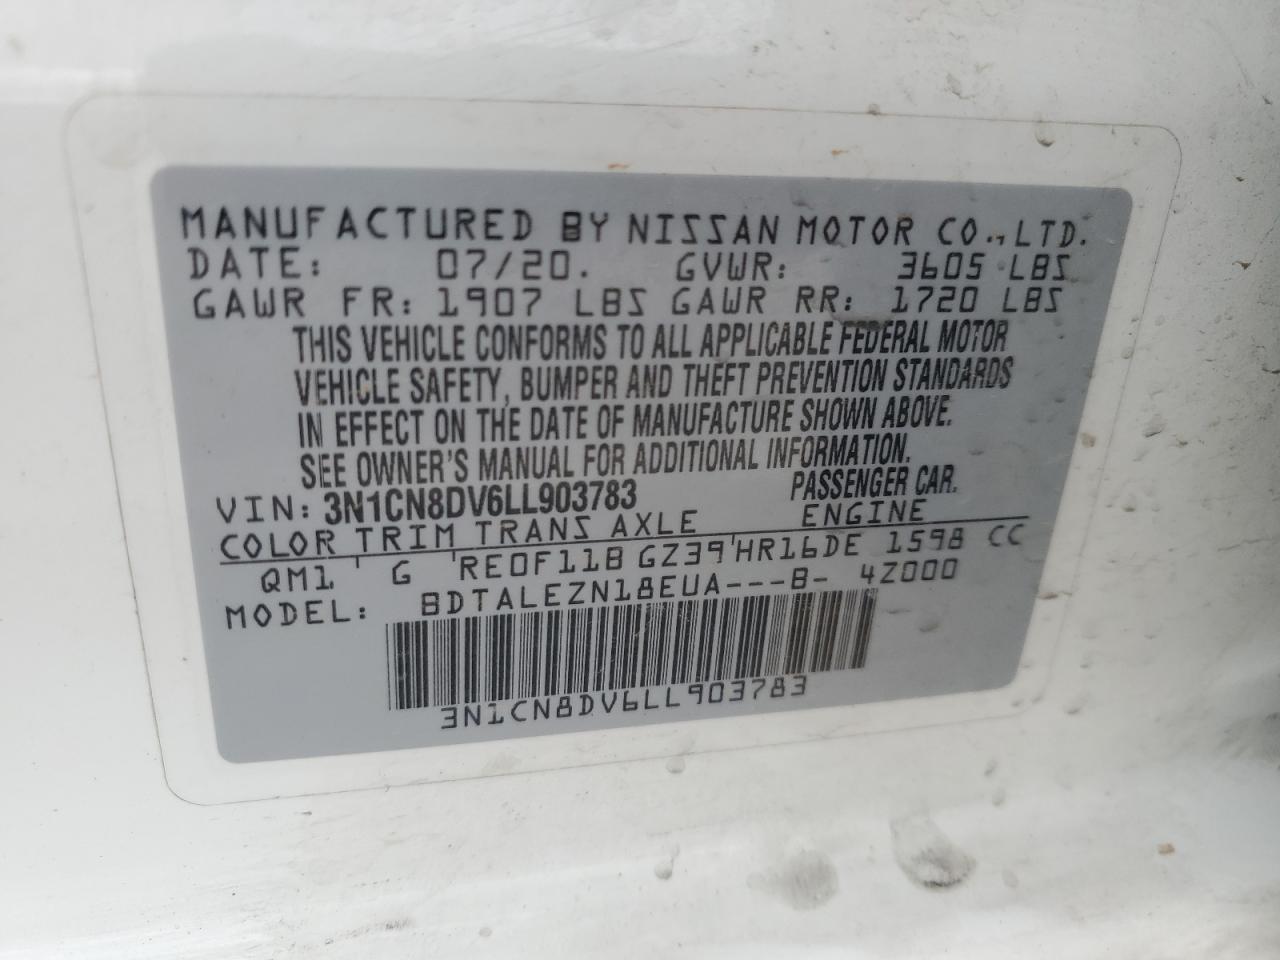 MANUFACTURED BY NISSAN MOTOR CO., LTD.
DATE: 07/20. GVWR: 3605 LBS
GAWR FR: 1907 LBS GAWR RR: 1720 LBS
THIS VEHICLE CONFORMS TO ALL APPLICABLE FEDERAL MOTOR
VEHICLE SAFETY, BUMPER AND THEFT PREVENTION STANDARDS
IN EFFECT ON THE DATE OF MANUFACTURE SHOWN ABOVE.
SEE OWNER'S MANUAL FOR ADDITIONAL INFORMATION.
VIN: 3N1CN8DV6LL903783 PASSENGER CAR.
COLOR TRIM TRANS AXLE ENGINE
QM1 G RE0F11B GZ39 HR16DE 1598 CC
MODEL: BDTALEZN18EUA---B- 4Z000
3N1CN8DV6LL903783